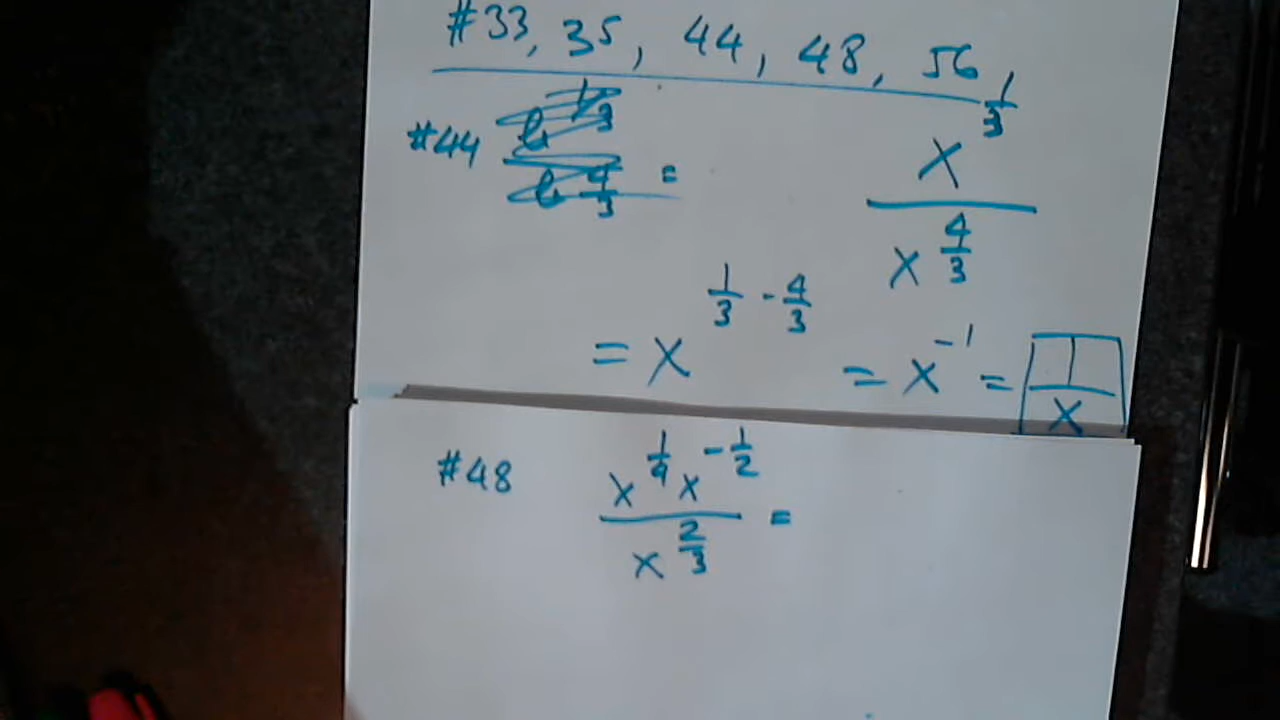 #33, 35, 44, 48, 56,
#44 = x^(1/3) / x^(4/3)
= x^(1/3 - 4/3) = x^-1 = 1/x
#48 x^(1/4) x^(-1/2) / x^(2/3) =